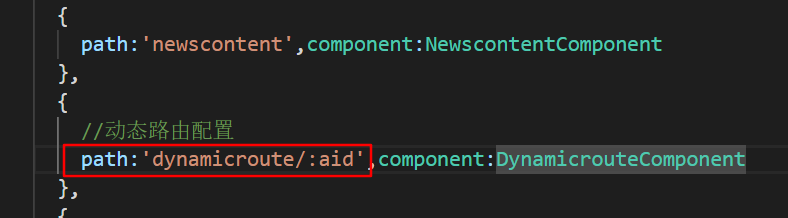 {
path:'newscontent',component:NewscontentComponent
},
{
//动态路由配置
path:'dynamicroute/:aid',component:DynamicrouteComponent
},
{